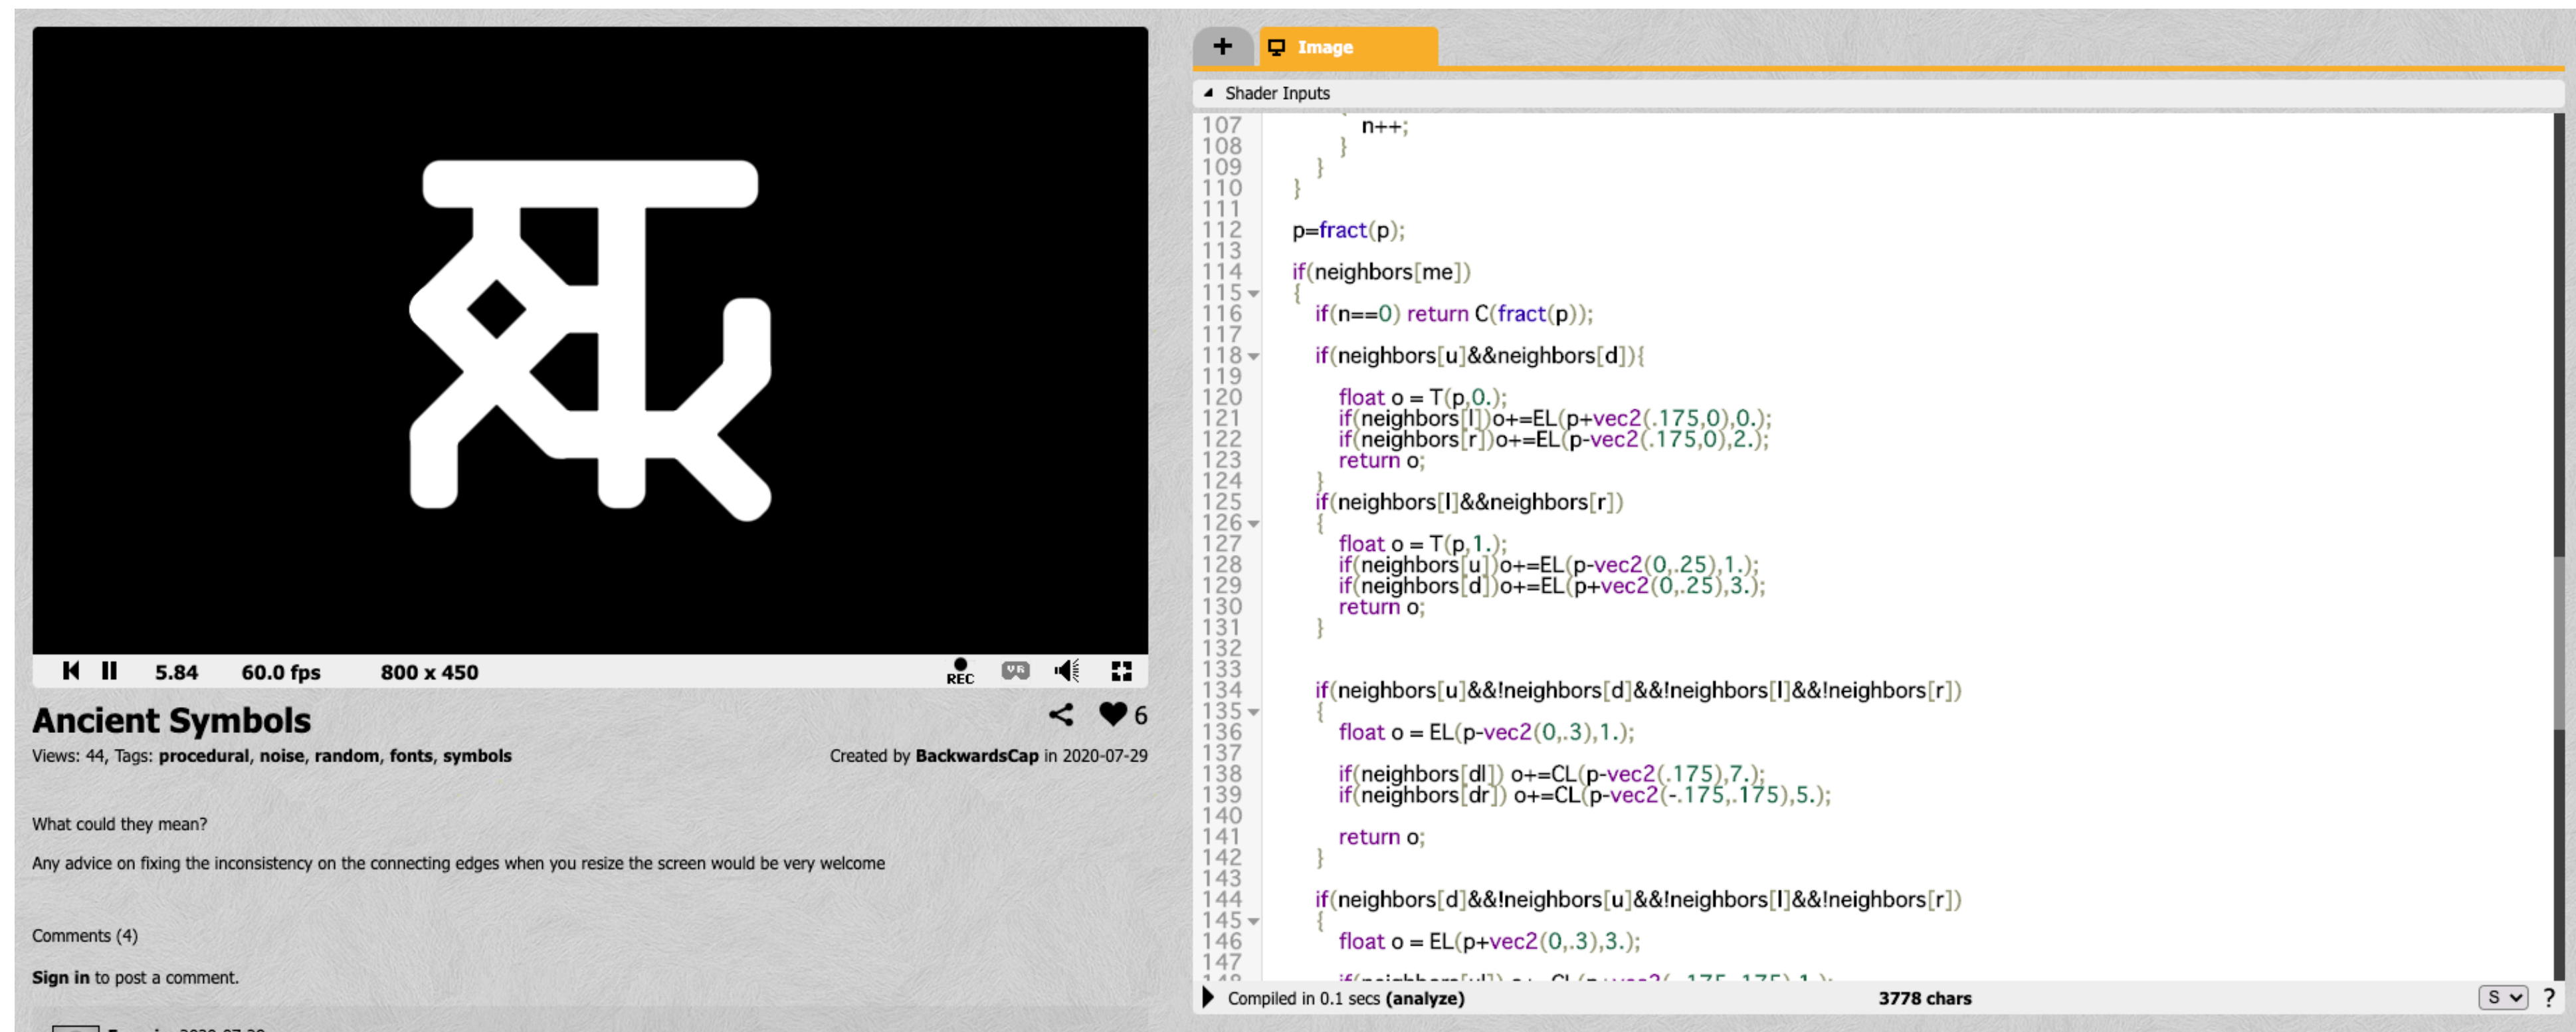 + Image
Shader Inputs
107 n++;
108 }
109 }
110 }
111
112 p=fract(p);
113
114 if(neighbors[me])
115 {
116 if(n==0) return C(fract(p));
117
118 if(neighbors[u]&&neighbors[d]){
119
120 float o = T(p,0.);
121 if(neighbors[l])o+=EL(p+vec2(.175,0),0.);
122 if(neighbors[r])o+=EL(p-vec2(.175,0),2.);
123 return o;
124 }
125 if(neighbors[l]&&neighbors[r])
126 {
127 float o = T(p,1.);
128 if(neighbors[u])o+=EL(p-vec2(0,.25),1.);
129 if(neighbors[d])o+=EL(p+vec2(0,.25),3.);
130 return o;
131 }
132
133
134 if(neighbors[u]&&!neighbors[d]&&!neighbors[l]&&!neighbors[r])
135 {
136 float o = EL(p-vec2(0,.3),1.);
137
138 if(neighbors[dl]) o+=CL(p-vec2(.175),7.);
139 if(neighbors[dr]) o+=CL(p-vec2(-.175,.175),5.);
140
141 return o;
142 }
143
144 if(neighbors[d]&&!neighbors[u]&&!neighbors[l]&&!neighbors[r])
145 {
146 float o = EL(p+vec2(0,.3),3.);
147
Compiled in 0.1 secs (analyze) 3778 chars S ?
5.84 60.0 fps 800 x 450 REC VR
Ancient Symbols 6
Views: 44, Tags: procedural, noise, random, fonts, symbols Created by BackwardsCap in 2020-07-29
What could they mean?
Any advice on fixing the inconsistency on the connecting edges when you resize the screen would be very welcome
Comments (4)
Sign in to post a comment.